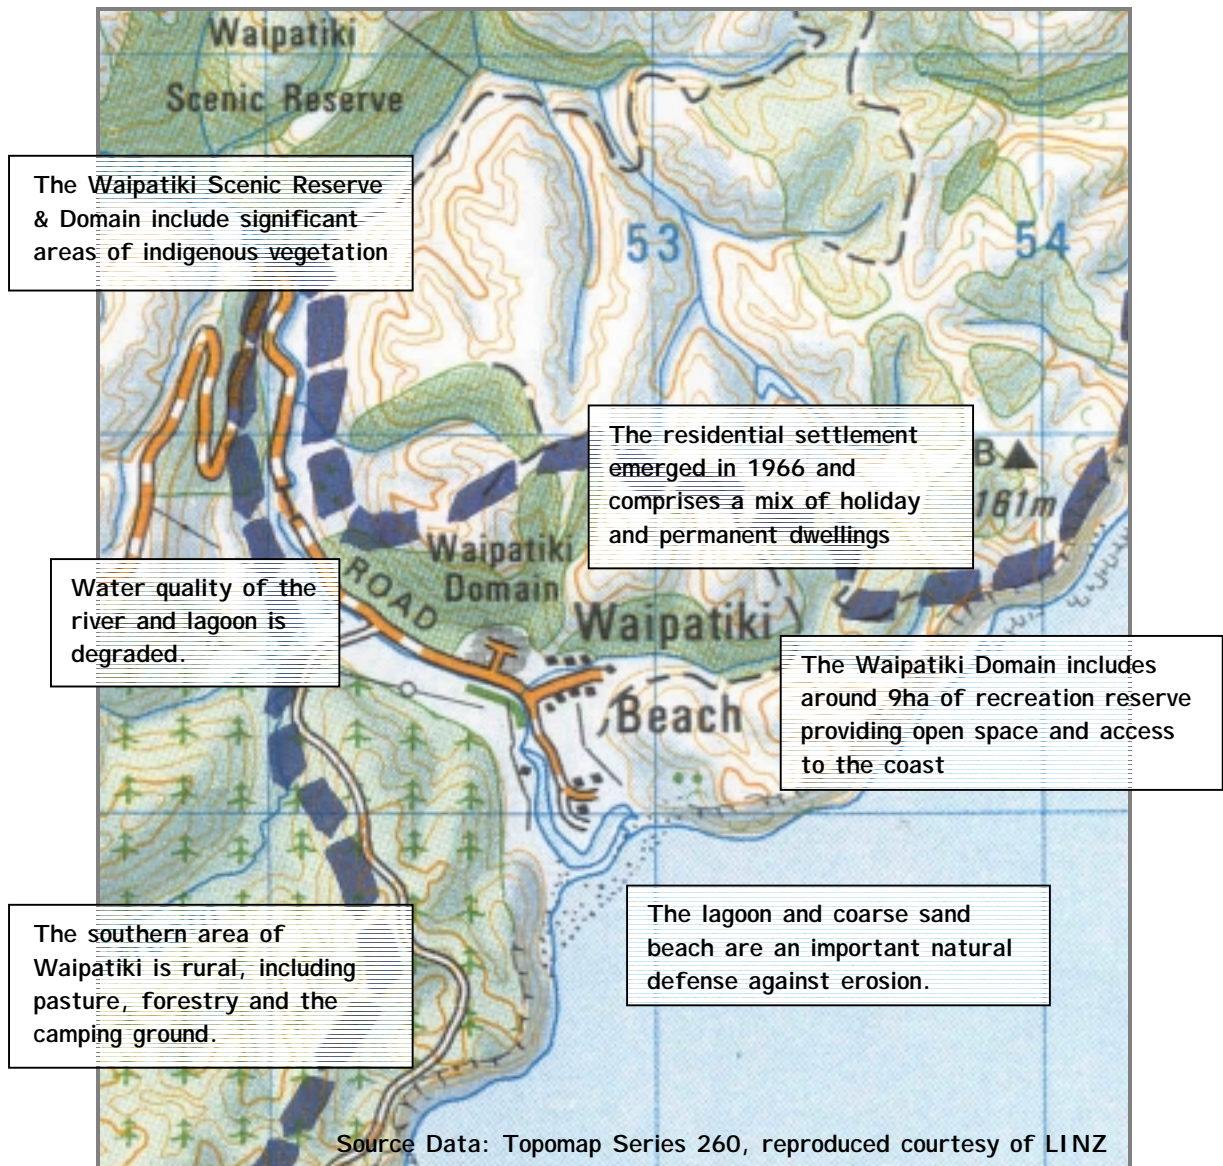 Waipatiki
Scenic Reserve
The Waipatiki Scenic Reserve
& Domain include significant
areas of indigenous vegetation
53
54
The residential settlement
emerged in 1966 and
comprises a mix of holiday
and permanent dwellings
B
161m
Waipatiki
Domain
ROAD
Water quality of the
river and lagoon is
degraded.
Waipatiki
Beach
The Waipatiki Domain includes
around 9ha of recreation reserve
providing open space and access
to the coast
The lagoon and coarse sand
beach are an important natural
defense against erosion.
The southern area of
Waipatiki is rural, including
pasture, forestry and the
camping ground.
Source Data: Topomap Series 260, reproduced courtesy of LINZ